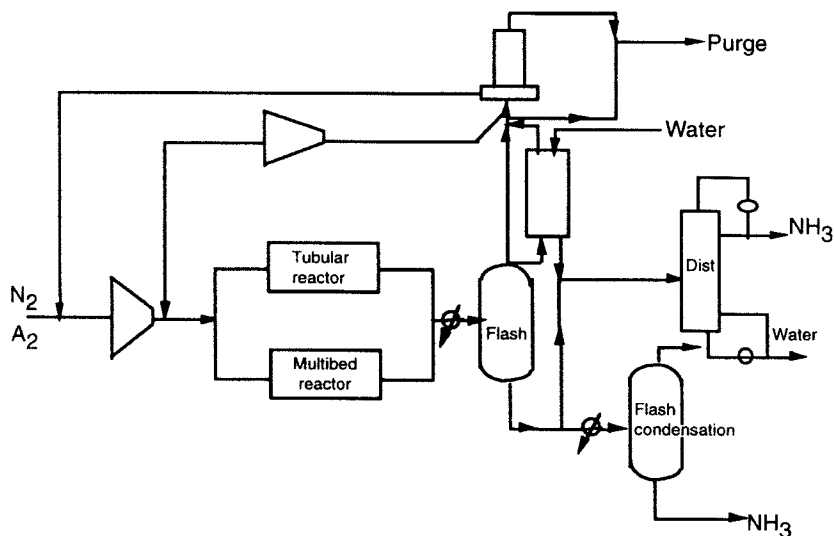 Purge
Water
NH3
Dist
Tubular
reactor
N2
A2
Flash
Water
Multibed
reactor
Flash
condensation
NH3